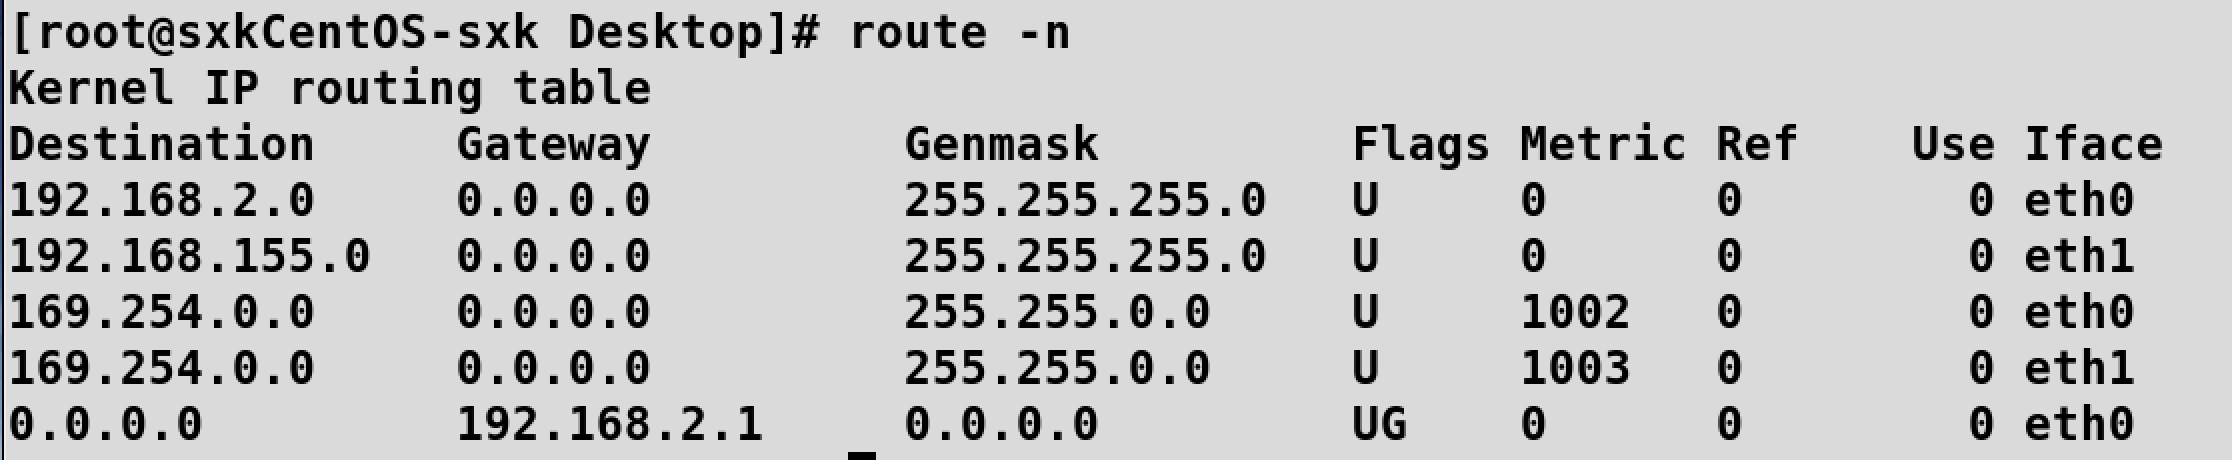 [root@sxkCentOS-sxk Desktop]# route -n
Kernel IP routing table
Destination     Gateway         Genmask         Flags Metric Ref    Use Iface
192.168.2.0     0.0.0.0         255.255.255.0   U     0      0        0 eth0
192.168.155.0   0.0.0.0         255.255.255.0   U     0      0        0 eth1
169.254.0.0     0.0.0.0         255.255.0.0     U     1002   0        0 eth0
169.254.0.0     0.0.0.0         255.255.0.0     U     1003   0        0 eth1
0.0.0.0         192.168.2.1     0.0.0.0         UG    0      0        0 eth0